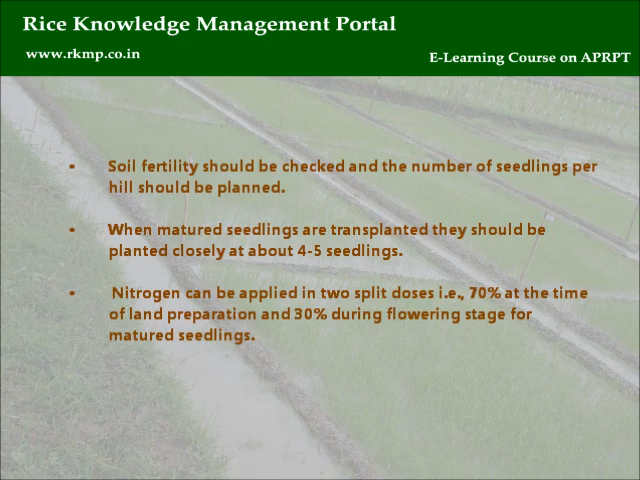 Rice Knowledge Management Portal
www.rkmp.co.in
E-Learning Course on APRPT
• Soil fertility should be checked and the number of seedlings per
hill should be planned.
• When matured seedlings are transplanted they should be
planted closely at about 4-5 seedlings.
• Nitrogen can be applied in two split doses i.e., 70% at the time
of land preparation and 30% during flowering stage for
matured seedlings.